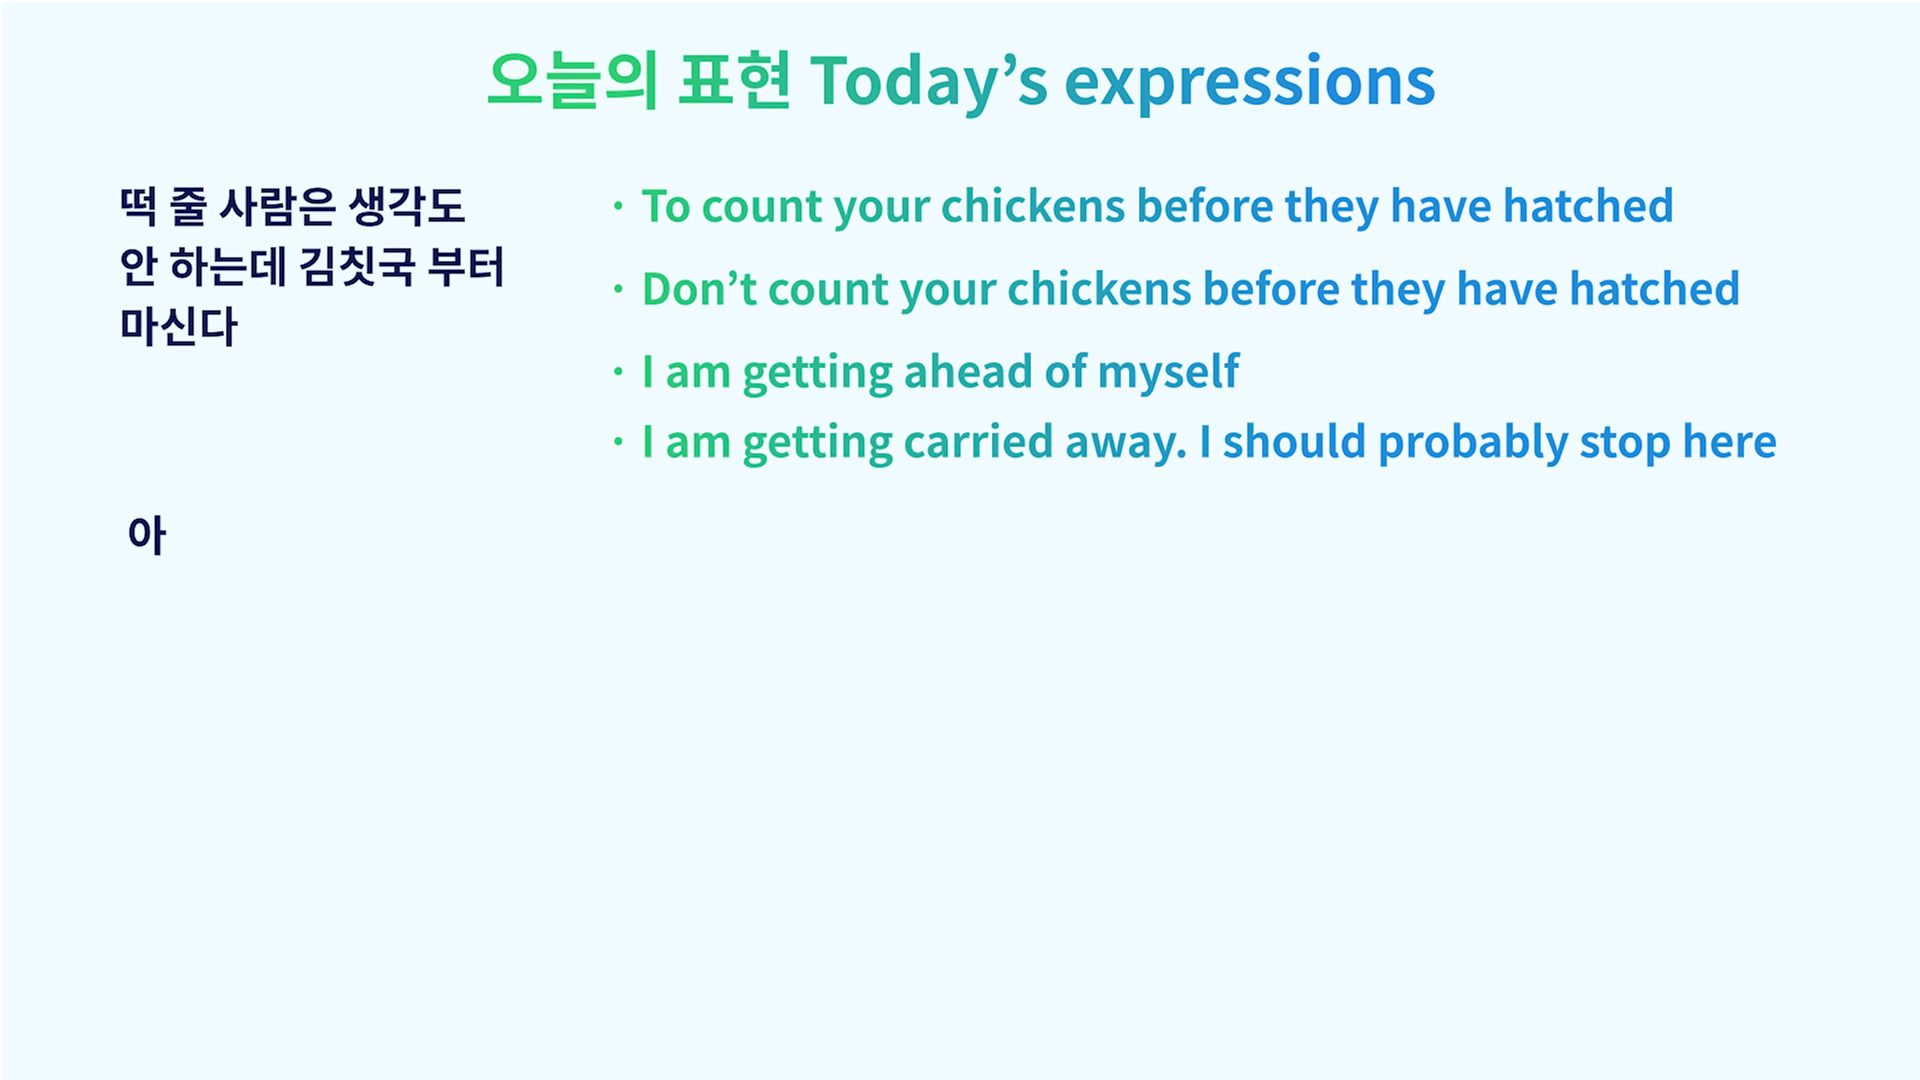 오늘의 표현 Today’s expressions
떡 줄 사람은 생각도
안 하는데 김칫국 부터
마신다
· To count your chickens before they have hatched
· Don’t count your chickens before they have hatched
· I am getting ahead of myself
· I am getting carried away. I should probably stop here
아